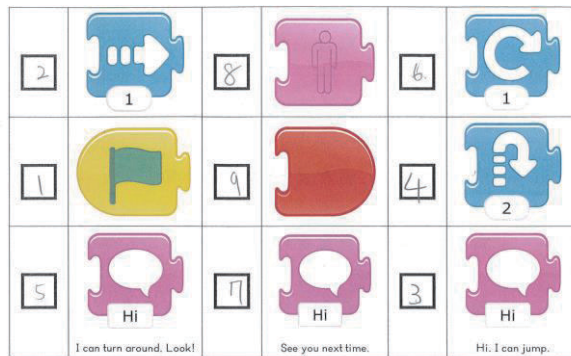 2 1 8 6. 1
1 9 4 2
5 Hi 7 Hi 3 Hi
I can turn around. Look! See you next time. Hi. I can jump.